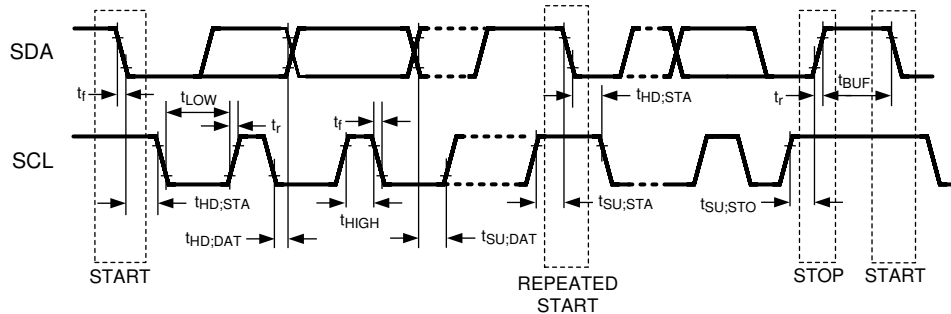 SDA
t_f
t_LOW
t_r
t_f
t_HD;STA
t_r
t_BUF
SCL
t_HD;STA
t_HD;DAT
t_HIGH
t_SU;DAT
t_SU;STA
t_SU;STO
START
REPEATED
START
STOP
START